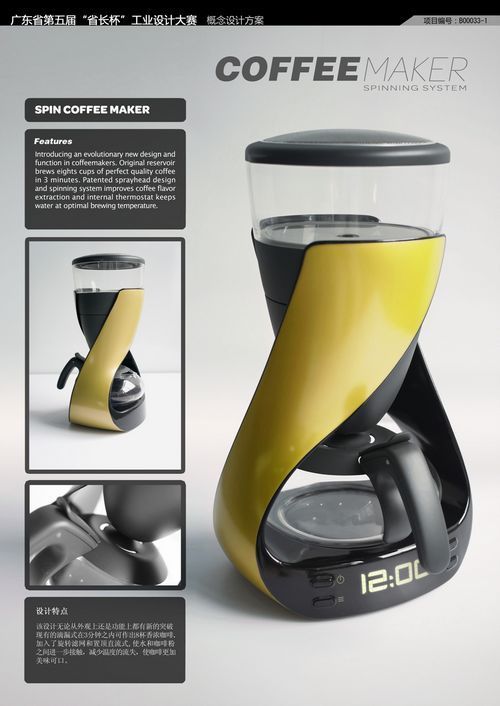 广东省第五届“省长杯”工业设计大赛 概念设计方案
项目编号：B00033-1
COFFEE MAKER
SPINNING SYSTEM
SPIN COFFEE MAKER
Features
Introducing an evolutionary new design and
function in coffeemakers. Original reservoir
brews eights cups of perfect quality coffee
in 3 minutes. Patented sprayhead design
and spinning system improves coffee flavor
extraction and internal thermostat keeps
water at optimal brewing temperature.
12:00
设计特点
该设计无论从外观上还是功能上都有新的突破
现有的滴漏式在3分钟之内可作出8杯香浓咖啡.
加入了旋转滤网和置顶直流式,使水和咖啡粉
之间进一步接触, 减少温度的流失, 使咖啡更加
美味可口。